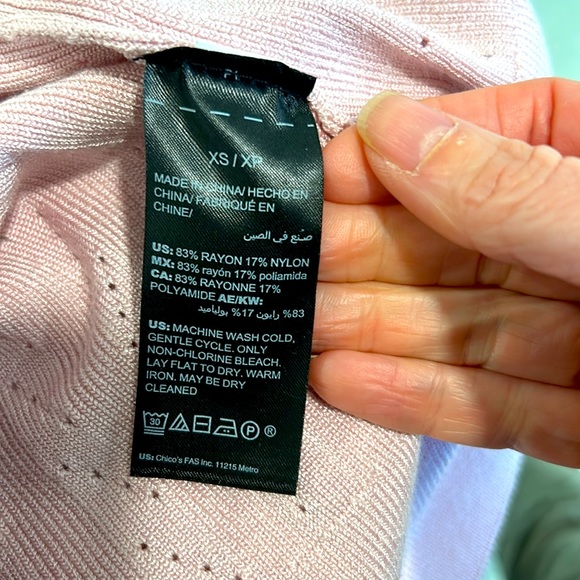 XS / XP
MADE IN CHINA/ HECHO EN
CHINA/ FABRIQUÉ EN
CHINE/
صنع في الصين
US: 83% RAYON 17% NYLON
MX: 83% rayón 17% poliamida
CA: 83% RAYONNE 17%
POLYAMIDE AE/KW:
83% رايون 17% بولياميد
US: MACHINE WASH COLD,
GENTLE CYCLE. ONLY
NON-CHLORINE BLEACH.
LAY FLAT TO DRY. WARM
IRON. MAY BE DRY
CLEANED
30 P ®
US: Chico's FAS Inc. 11215 Metro